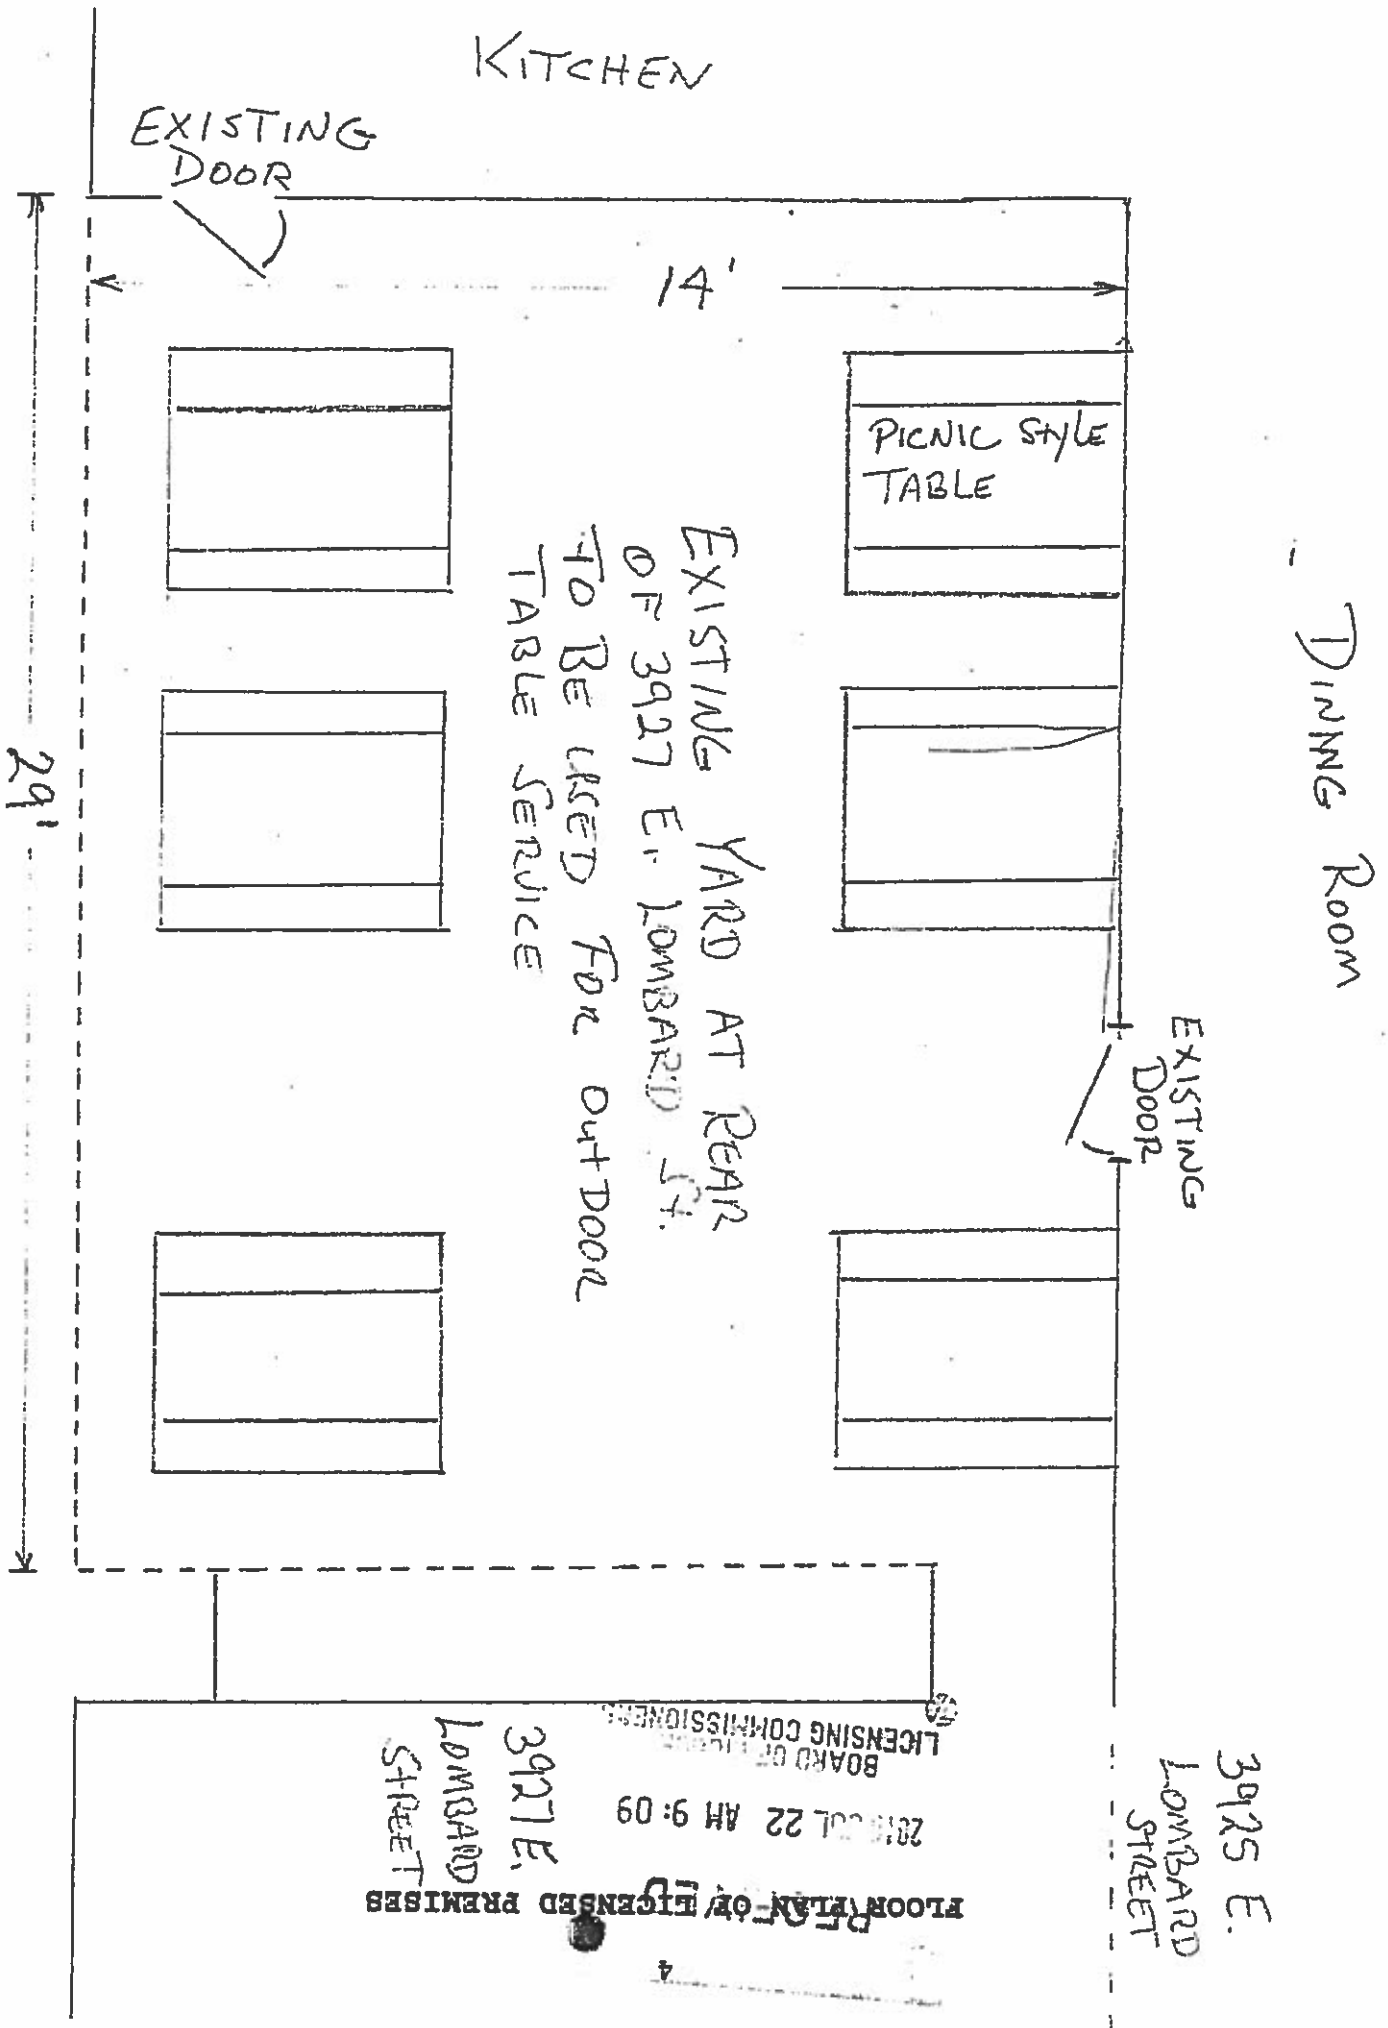 KITCHEN
EXISTING
DOOR
14'
PICNIC StyLE
TABLE
EXISTING YARD AT REAR
OF 3927 E. LOMBARD St.
TO BE USED FOR OutDOOR
TABLE SERVICE
29'
DINNG ROOM
EXISTING
DOOR
3925 E.
LOMBARD
STREET
3927 E.
LOMBARD
StREET
4
FLOOR PLAN OF LICENSED PREMISES
22 AM 9:09
BOARD OF
LICENSING COMMISSIONERS